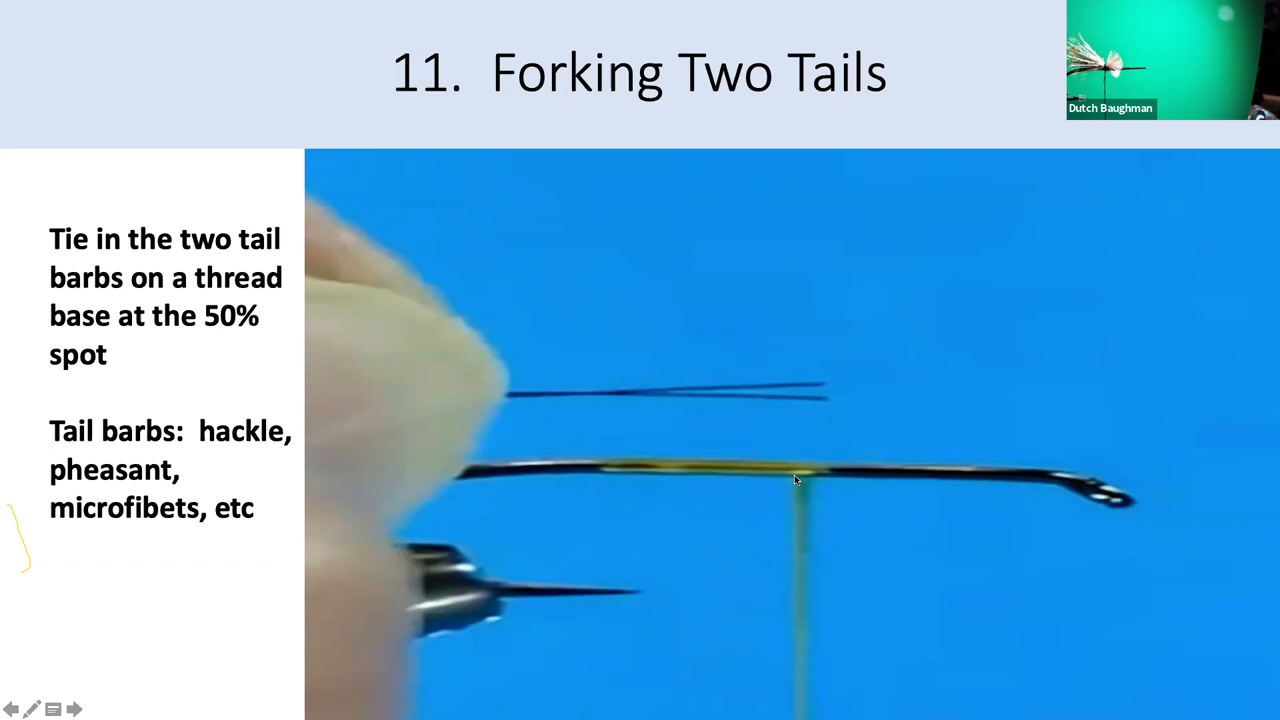 11. Forking Two Tails
Dutch Baughman
Tie in the two tail
barbs on a thread
base at the 50%
spot
Tail barbs: hackle,
pheasant,
microfibets, etc